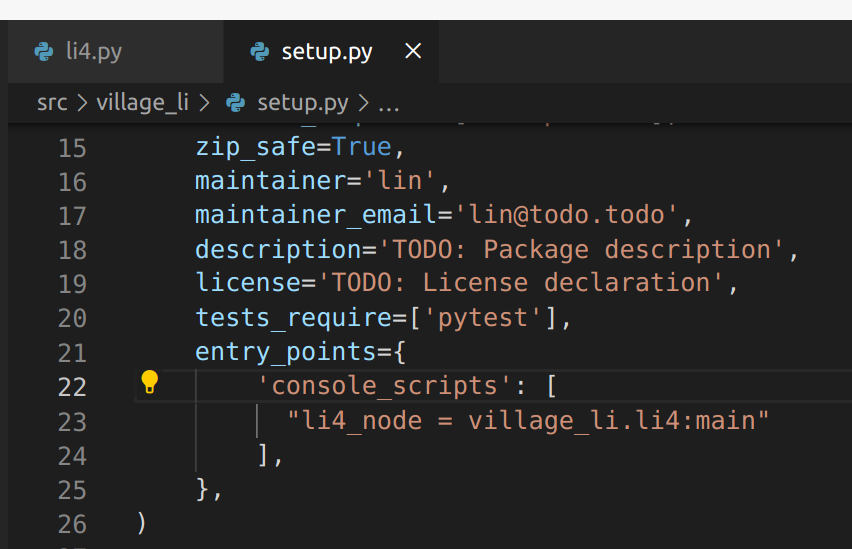 li4.py setup.py ×
src > village_li > setup.py > ...
15 zip_safe=True,
16 maintainer='lin',
17 maintainer_email='lin@todo.todo',
18 description='TODO: Package description',
19 license='TODO: License declaration',
20 tests_require=['pytest'],
21 entry_points={
22 'console_scripts': [
23 "li4_node = village_li.li4:main"
24 ],
25 },
26 )